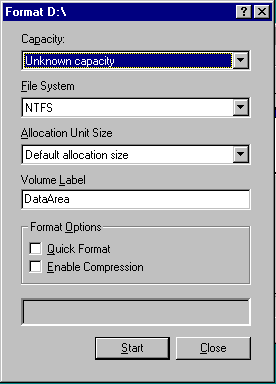 Format D:\
Capacity:
Unknown capacity
File System
NTFS
Allocation Unit Size
Default allocation size
Volume Label
DataArea
Format Options
Quick Format
Enable Compression
Start
Close